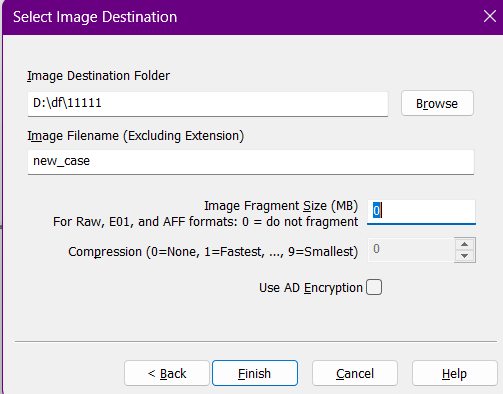 Select Image Destination
Image Destination Folder
D:\df\11111
Browse
Image Filename (Excluding Extension)
new_case
Image Fragment Size (MB)
0
For Raw, E01, and AFF formats: 0 = do not fragment
Compression (0=None, 1=Fastest, ..., 9=Smallest)
0
Use AD Encryption
< Back
Finish
Cancel
Help